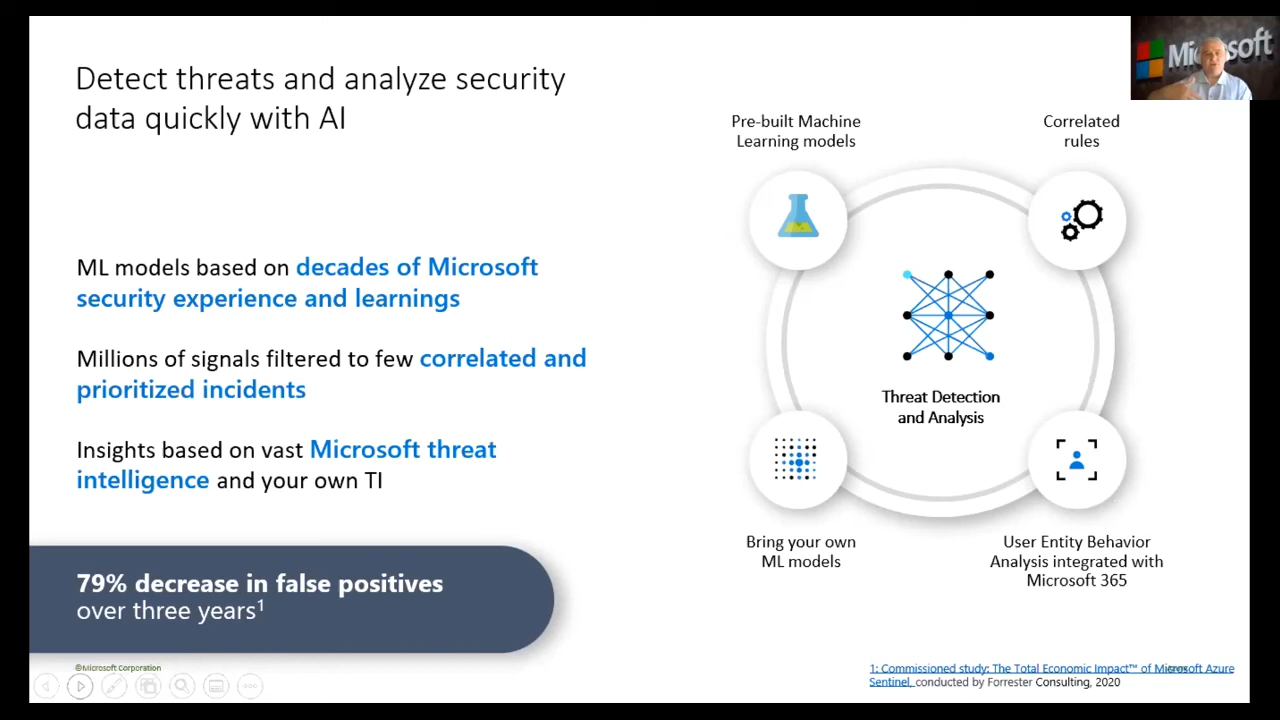 Detect threats and analyze security
data quickly with AI
ML models based on decades of Microsoft
security experience and learnings
Millions of signals filtered to few correlated and
prioritized incidents
Insights based on vast Microsoft threat
intelligence and your own TI
79% decrease in false positives
over three years¹
©Microsoft Corporation
Pre-built Machine
Learning models
Correlated
rules
Threat Detection
and Analysis
Bring your own
ML models
User Entity Behavior
Analysis integrated with
Microsoft 365
1: Commissioned study: The Total Economic Impact™ of Microsoft Azure
Sentinel, conducted by Forrester Consulting, 2020